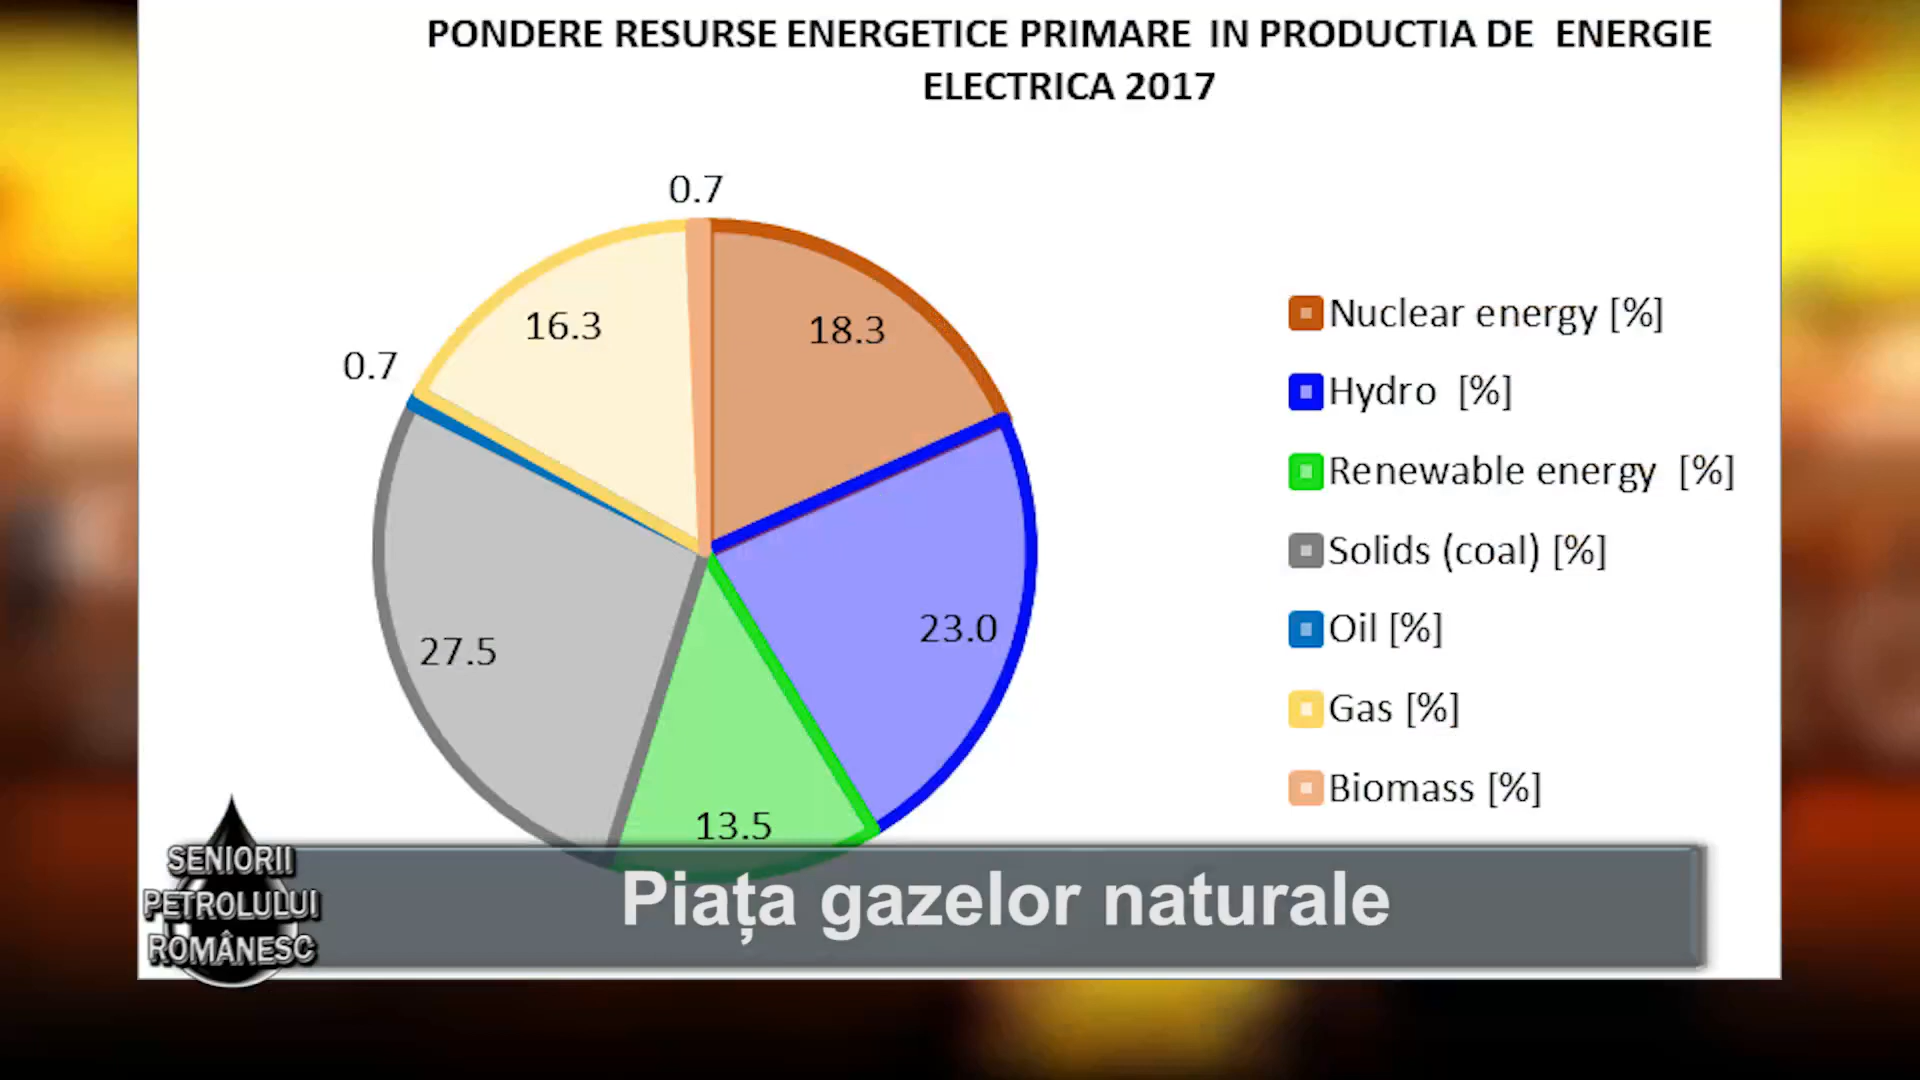 PONDERE RESURSE ENERGETICE PRIMARE IN PRODUCTIA DE ENERGIE
ELECTRICA 2017
0.7
18.3
16.3
0.7
23.0
27.5
13.5
Nuclear energy [%]
Hydro [%]
Renewable energy [%]
Solids (coal) [%]
Oil [%]
Gas [%]
Biomass [%]
SENIORII
PETROLULUI
ROMÂNESC
Piața gazelor naturale